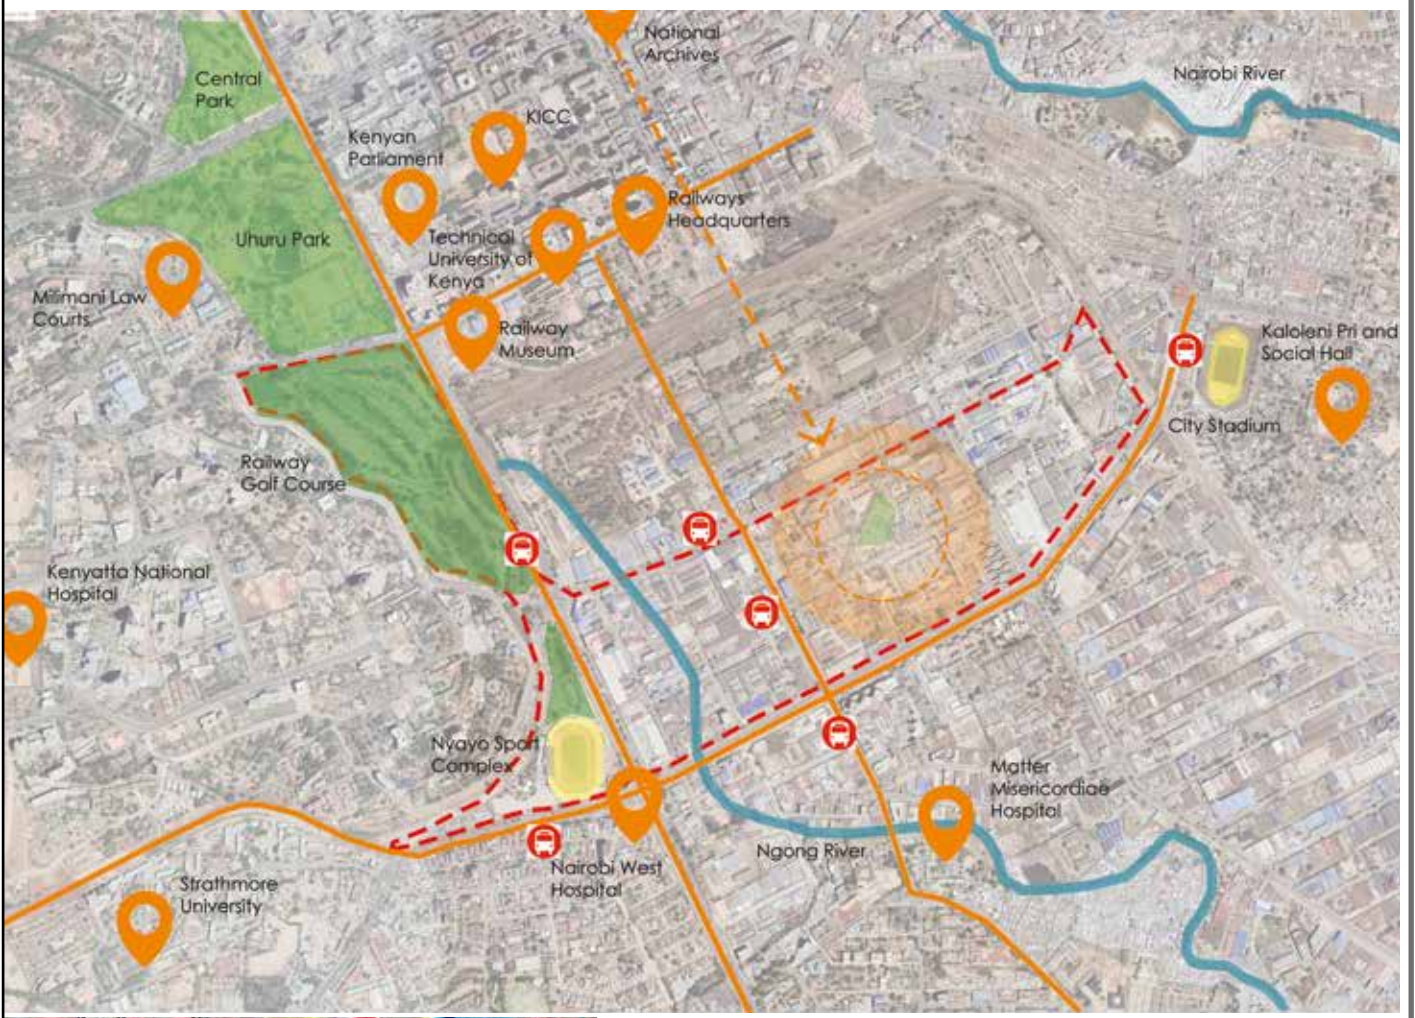 National
Archives
Nairobi River
Central
Park
KICC
Kenyan
Parliament
Railways
Headquarters
Uhuru Park
Technical
University of
Kenya
Milimani Law
Courts
Railway
Museum
Kaloleni Pri and
Social Hall
City Stadium
Railway
Golf Course
Kenyatta National
Hospital
Nyayo Sport
Complex
Matter
Misericordiae
Hospital
Ngong River
Nairobi West
Hospital
Strathmore
University